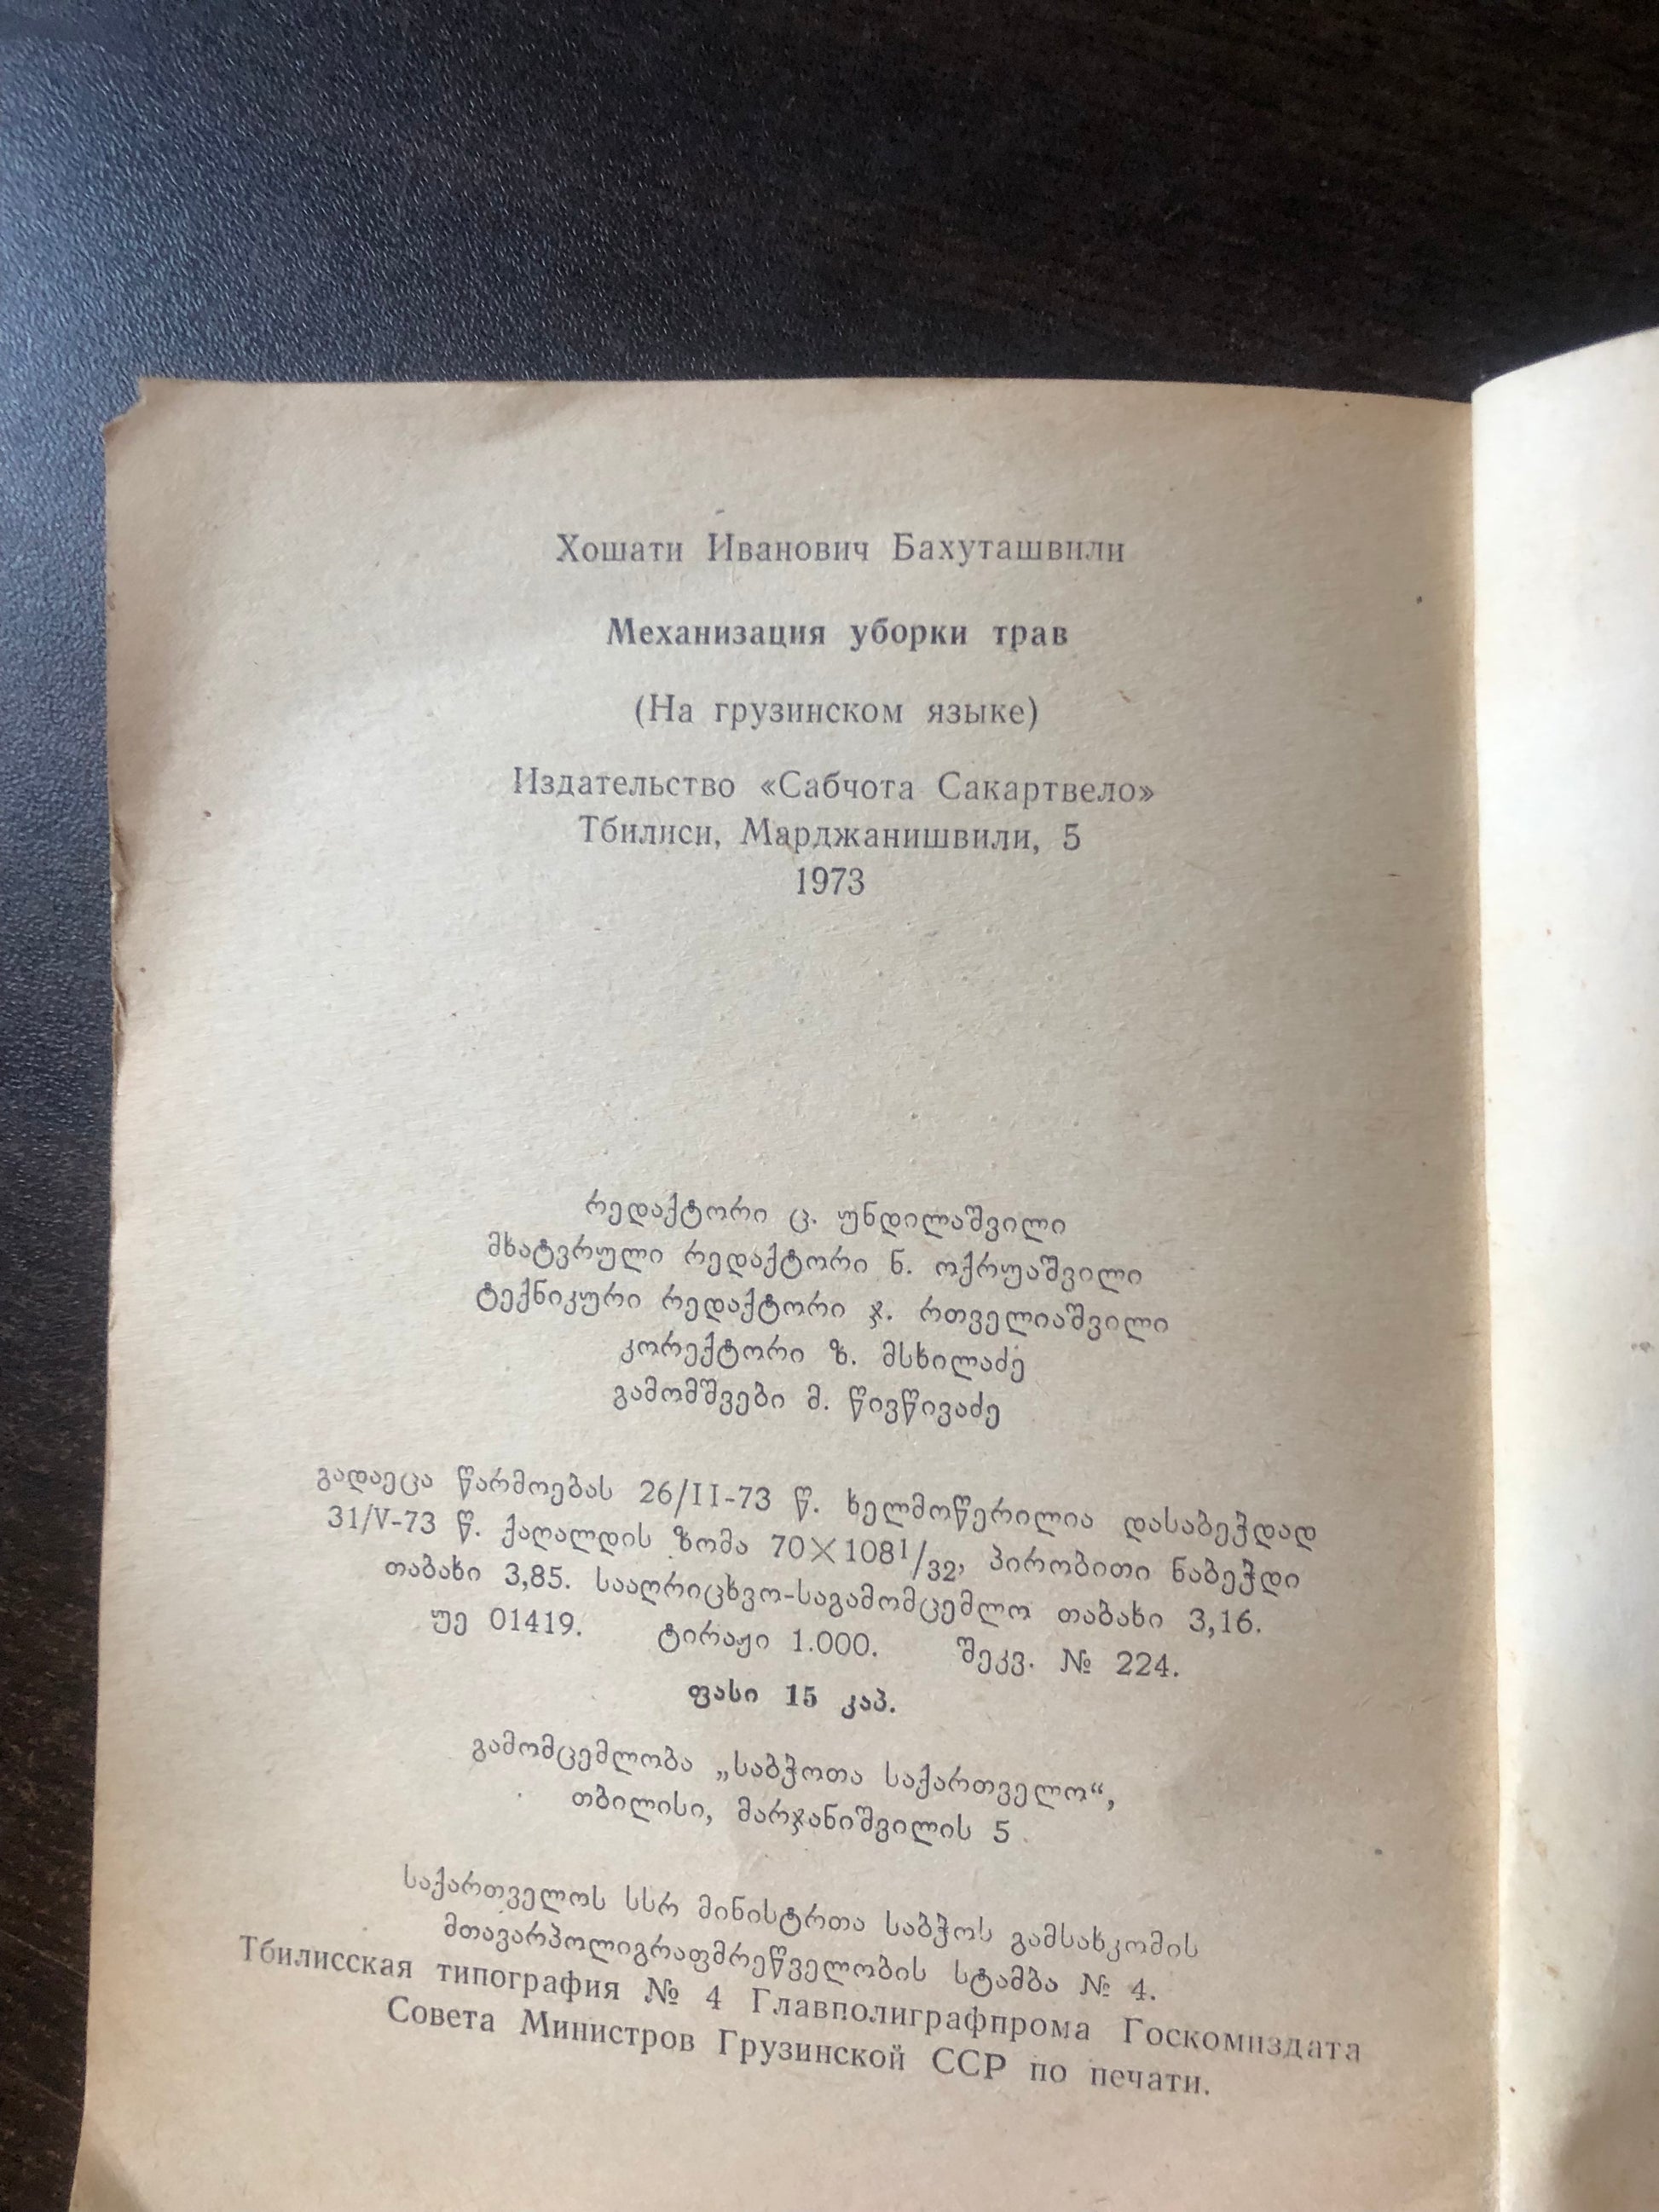 Хошати Иванович Бахуташвили
Механизация уборки трав
(На грузинском языке)
Издательство «Сабчота Сакартвело»
Тбилиси, Марджанишвили, 5
1973
რედაქტორი ც. უნდილაშვილი
მხატვრული რედაქტორი ნ. ოქრუაშვილი
ტექნიკური რედაქტორი ჯ. რთველიაშვილი
კორექტორი ზ. მსხილაძე
გამომშვები მ. წივწივაძე
გადაეცა წარმოებას 26/II-73 წ. ხელმოწერილია დასაბეჭდად
31/V-73 წ. ქაღალდის ზომა 70×108¹/₃₂, პირობითი ნაბეჭდი
თაბახი 3,85. სააღრიცხვო-საგამომცემლო თაბახი 3,16.
უე 01419. ტირაჟი 1.000. შეკვ. № 224.
ფასი 15 კაპ.
გამომცემლობა „საბჭოთა საქართველო“,
თბილისი, მარჯანიშვილის 5
საქართველოს სსრ მინისტრთა საბჭოს გამსახკომის
მთავარპოლიგრაფმრეწველობის სტამბა № 4.
Тбилисская типография № 4 Главполиграфпрома Госкомиздата
Совета Министров Грузинской ССР по печати.